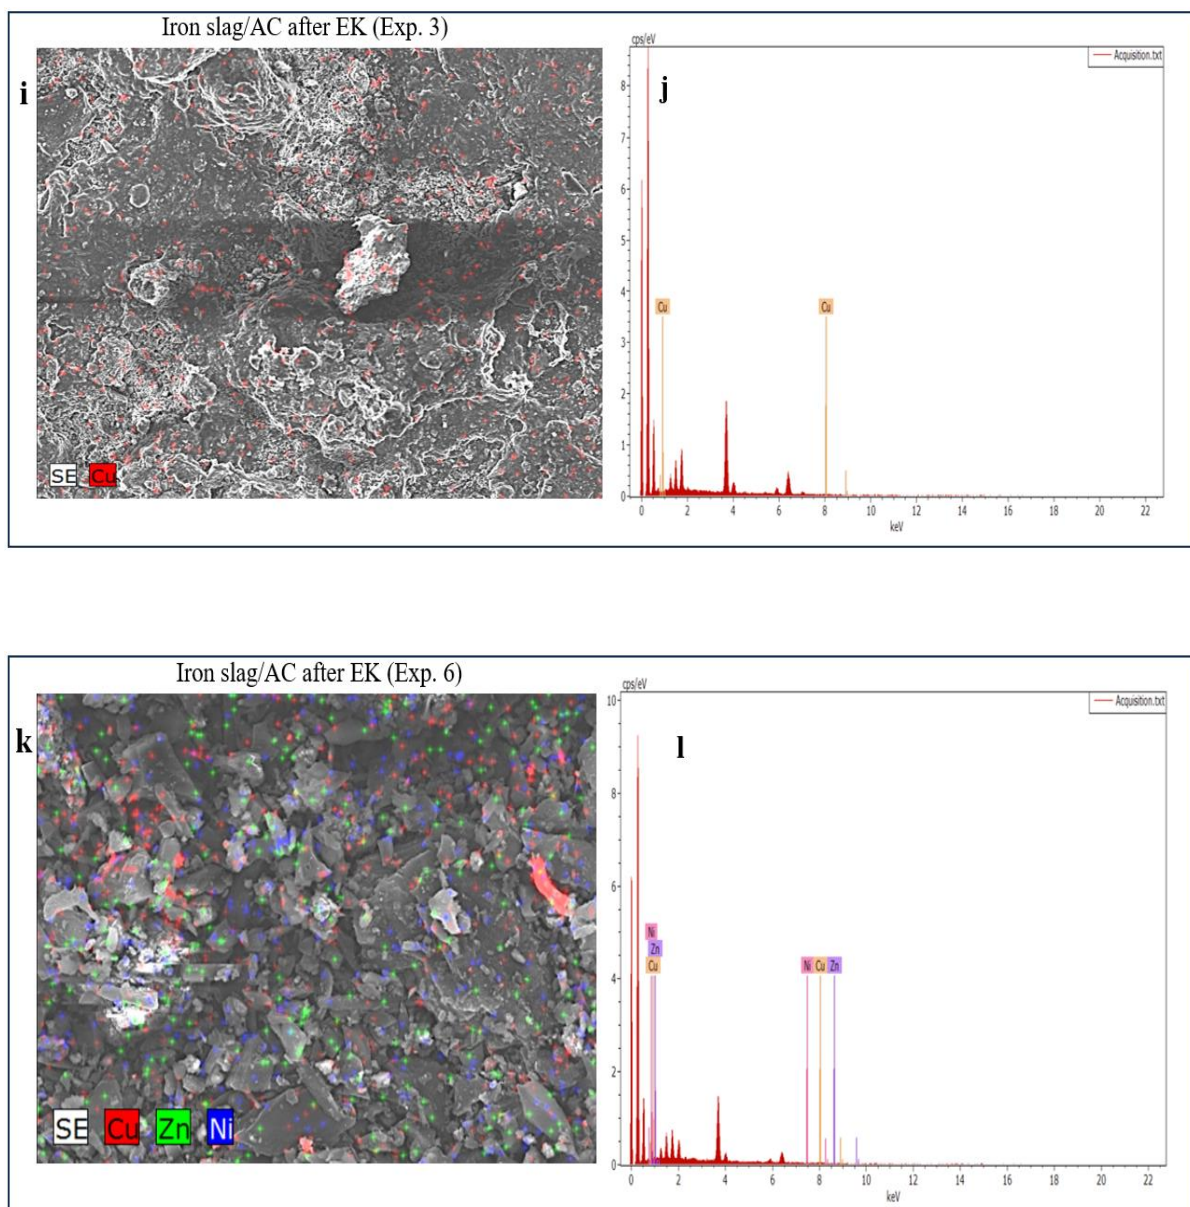 Iron slag/AC after EK (Exp. 3)
i
SE Cu
cps/eV
Acquisition.txt
j
8
7
6
5
4
3
2
1
0
Cu Cu
0 2 4 6 8 10 12 14 16 18 20 22
keV
Iron slag/AC after EK (Exp. 6)
k
SE Cu Zn Ni
cps/eV
Acquisition.txt
l
10
8
6
4
2
0
Ni
Zn
Cu
Ni Cu Zn
0 2 4 6 8 10 12 14 16 18 20 22
keV